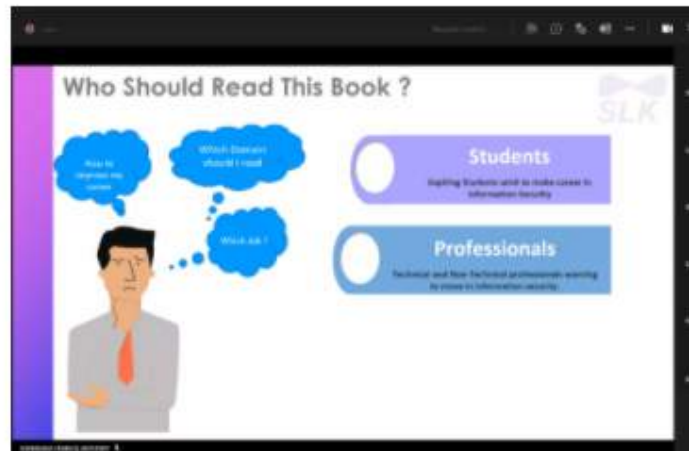 Who Should Read This Book ?
SLK
How to
improve my
career
Which Domain
should I read
Which Job ?
Students
Aspiring Students wish to make career in
Information Security
Professionals
Technical and Non-Technical professionals wanting
to move in information security